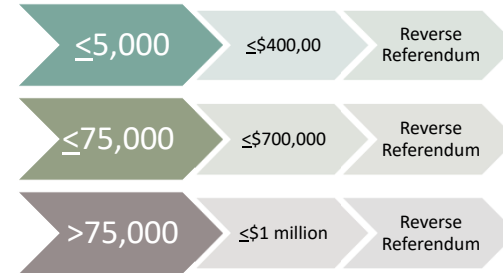 ≤5,000
≤$400,00
Reverse
Referendum
≤75,000
≤$700,000
Reverse
Referendum
>75,000
≤$1 million
Reverse
Referendum